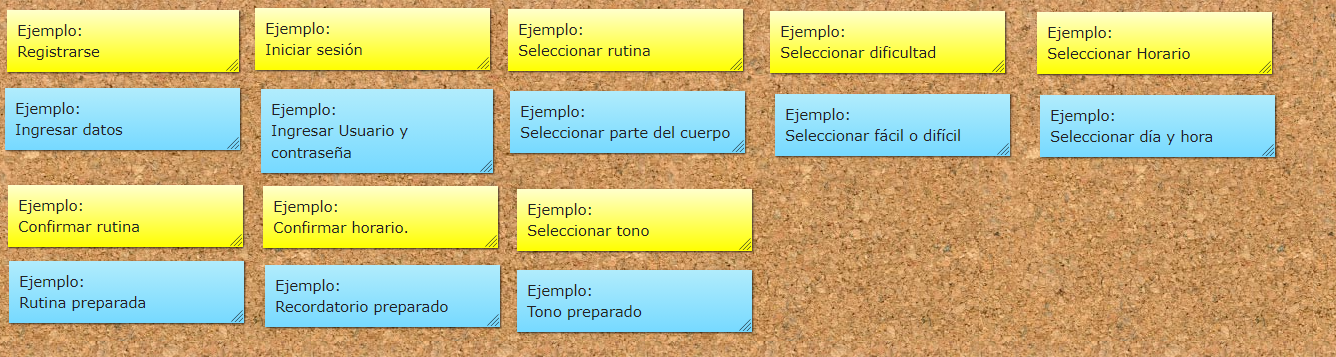 Ejemplo:
Registrarse
Ejemplo:
Iniciar sesión
Ejemplo:
Seleccionar rutina
Ejemplo:
Seleccionar dificultad
Ejemplo:
Seleccionar Horario
Ejemplo:
Ingresar datos
Ejemplo:
Ingresar Usuario y
contraseña
Ejemplo:
Seleccionar parte del cuerpo
Ejemplo:
Seleccionar fácil o difícil
Ejemplo:
Seleccionar día y hora
Ejemplo:
Confirmar rutina
Ejemplo:
Confirmar horario.
Ejemplo:
Seleccionar tono
Ejemplo:
Rutina preparada
Ejemplo:
Recordatorio preparado
Ejemplo:
Tono preparado